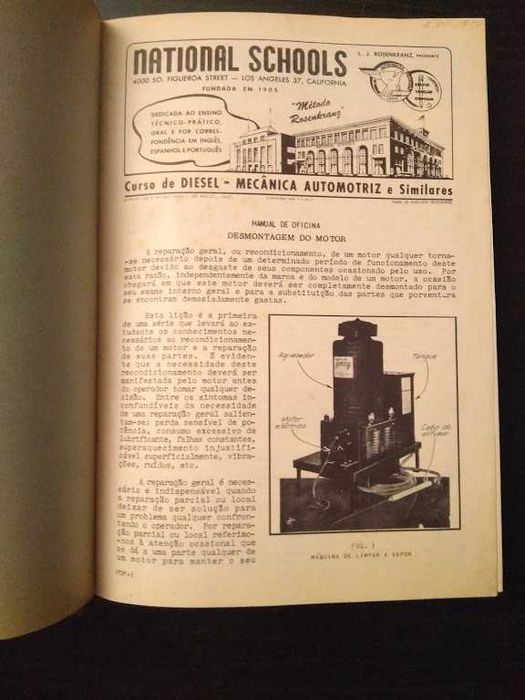 NATIONAL SCHOOLS
L. J. ROSENKRANZ, PRESIDENTE
4000 SO. FIGUEROA STREET — LOS ANGELES 37, CALIFORNIA
FUNDADA EM 1905
DEDICADA AO ENSINO
TÉCNICO-PRÁTICO,
ORAL E POR CORRES-
PONDÊNCIA EM INGLÊS,
ESPANHOL E PORTUGUÊS
"Método
Rosenkranz"
Curso de DIESEL - MECÂNICA AUTOMOTRIZ e Similares
MANUAL DE OFICINA
DESMONTAGEM DO MOTOR
A reparação geral, ou recondicionamento, de um motor qualquer torna-
-se necessário depois de um determinado período de funcionamento deste
motor devido ao desgaste de seus componentes ocasionado pelo uso. Por
esta razão, independentemente da marca e do modelo de um motor, a ocasião
chegará em que este motor deverá ser completamente desmontado para o
seu exame interno geral e para a substituição das partes que porventura
se encontram demasiadamente gastas.
Esta lição é a primeira
de uma série que levará ao es-
tudante os conhecimentos ne-
cessários ao recondicionamento
de um motor e a reparação
de suas partes. É eviden-
te que a necessidade deste
recondicionamento deverá ser
manifestada pelo motor antes
do operador tomar qualquer de-
cisão. Entre os sintomas in-
confundíveis da necessidade
de uma reparação geral salien-
tam-se; perda sensível de po-
tência, consumo excessivo de
lubrificante, falhas constantes,
superaquecimento injustifi-
cável superficialmente, vibra-
ções, ruídos, etc.
A reparação geral é neces-
sária e indispensável quando
a reparação parcial ou local
deixar de ser solução para
um problema qualquer confron-
tando o operador. Por repara-
ção parcial ou local referimo-
-nos à atenção ocasional que
se dá a uma parte qualquer de
um motor para manter o seu
Aquecedor
Tanque
Motor
elétrico
Cabo do
difusor
FIG. 1
MÁQUINA DE LIMPAR A VAPOR